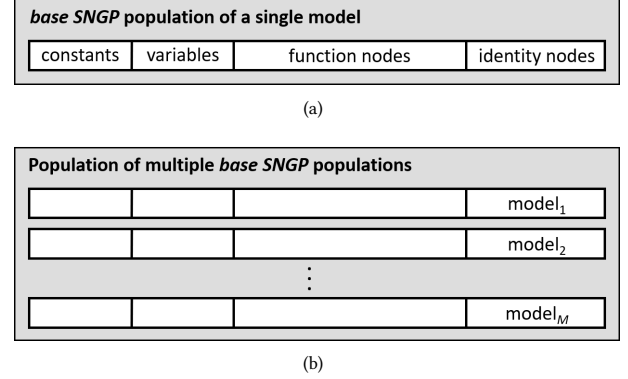 base SNGP population of a single model
constants variables function nodes identity nodes
(a)
Population of multiple base SNGP populations
model₁
model₂
⋮
model_M
(b)